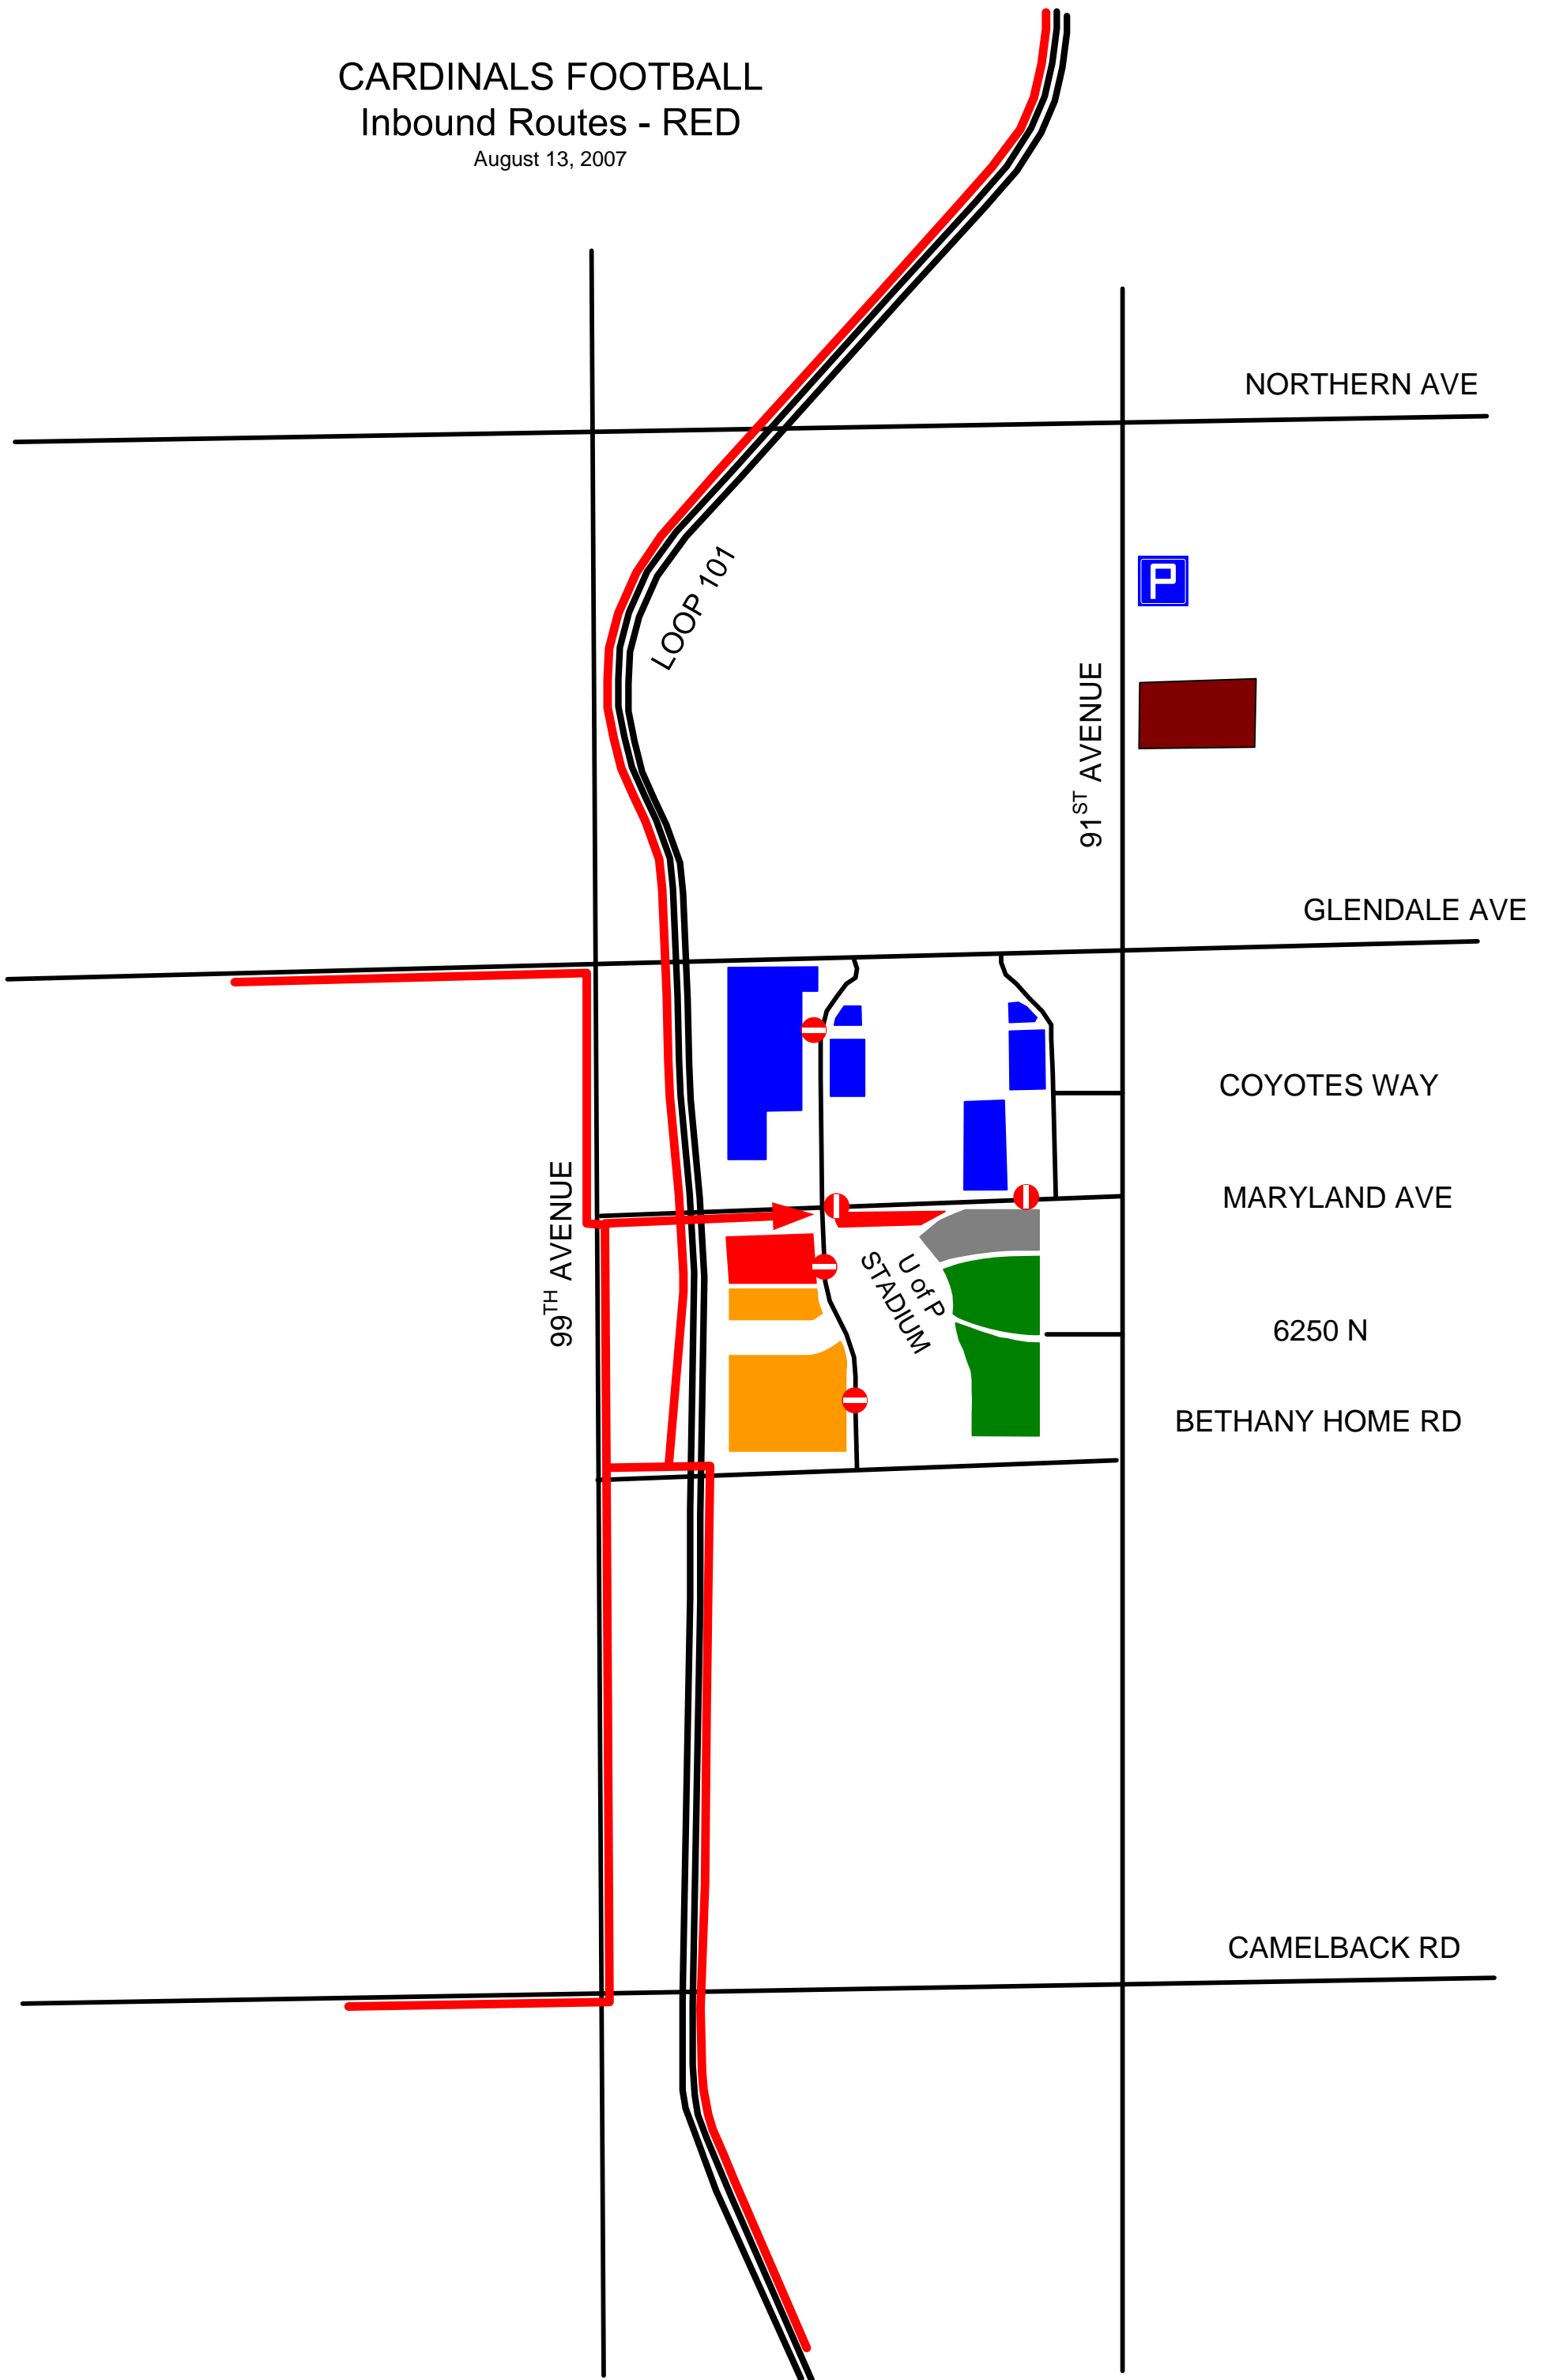 CARDINALS FOOTBALL
Inbound Routes - RED
August 13, 2007
NORTHERN AVE
LOOP 101
P
91ST AVENUE
GLENDALE AVE
COYOTES WAY
99TH AVENUE
MARYLAND AVE
U of P
STADIUM
6250 N
BETHANY HOME RD
CAMELBACK RD